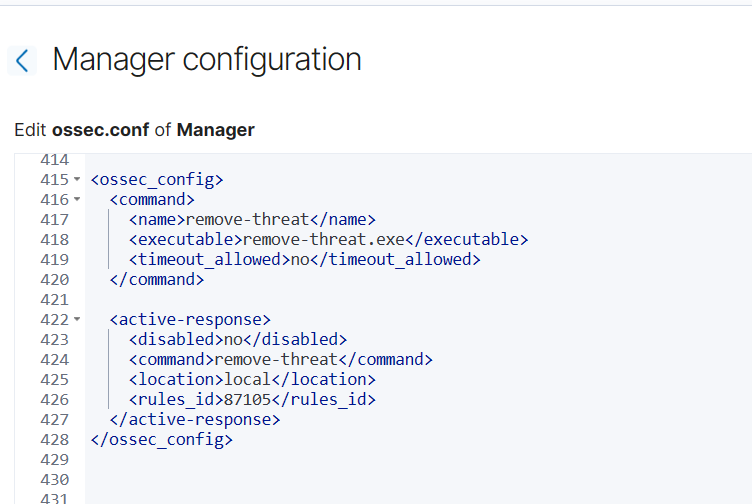 Manager configuration
Edit ossec.conf of Manager
414
415 <ossec_config>
416   <command>
417     <name>remove-threat</name>
418     <executable>remove-threat.exe</executable>
419     <timeout_allowed>no</timeout_allowed>
420   </command>
421
422   <active-response>
423     <disabled>no</disabled>
424     <command>remove-threat</command>
425     <location>local</location>
426     <rules_id>87105</rules_id>
427   </active-response>
428 </ossec_config>
429
430
431